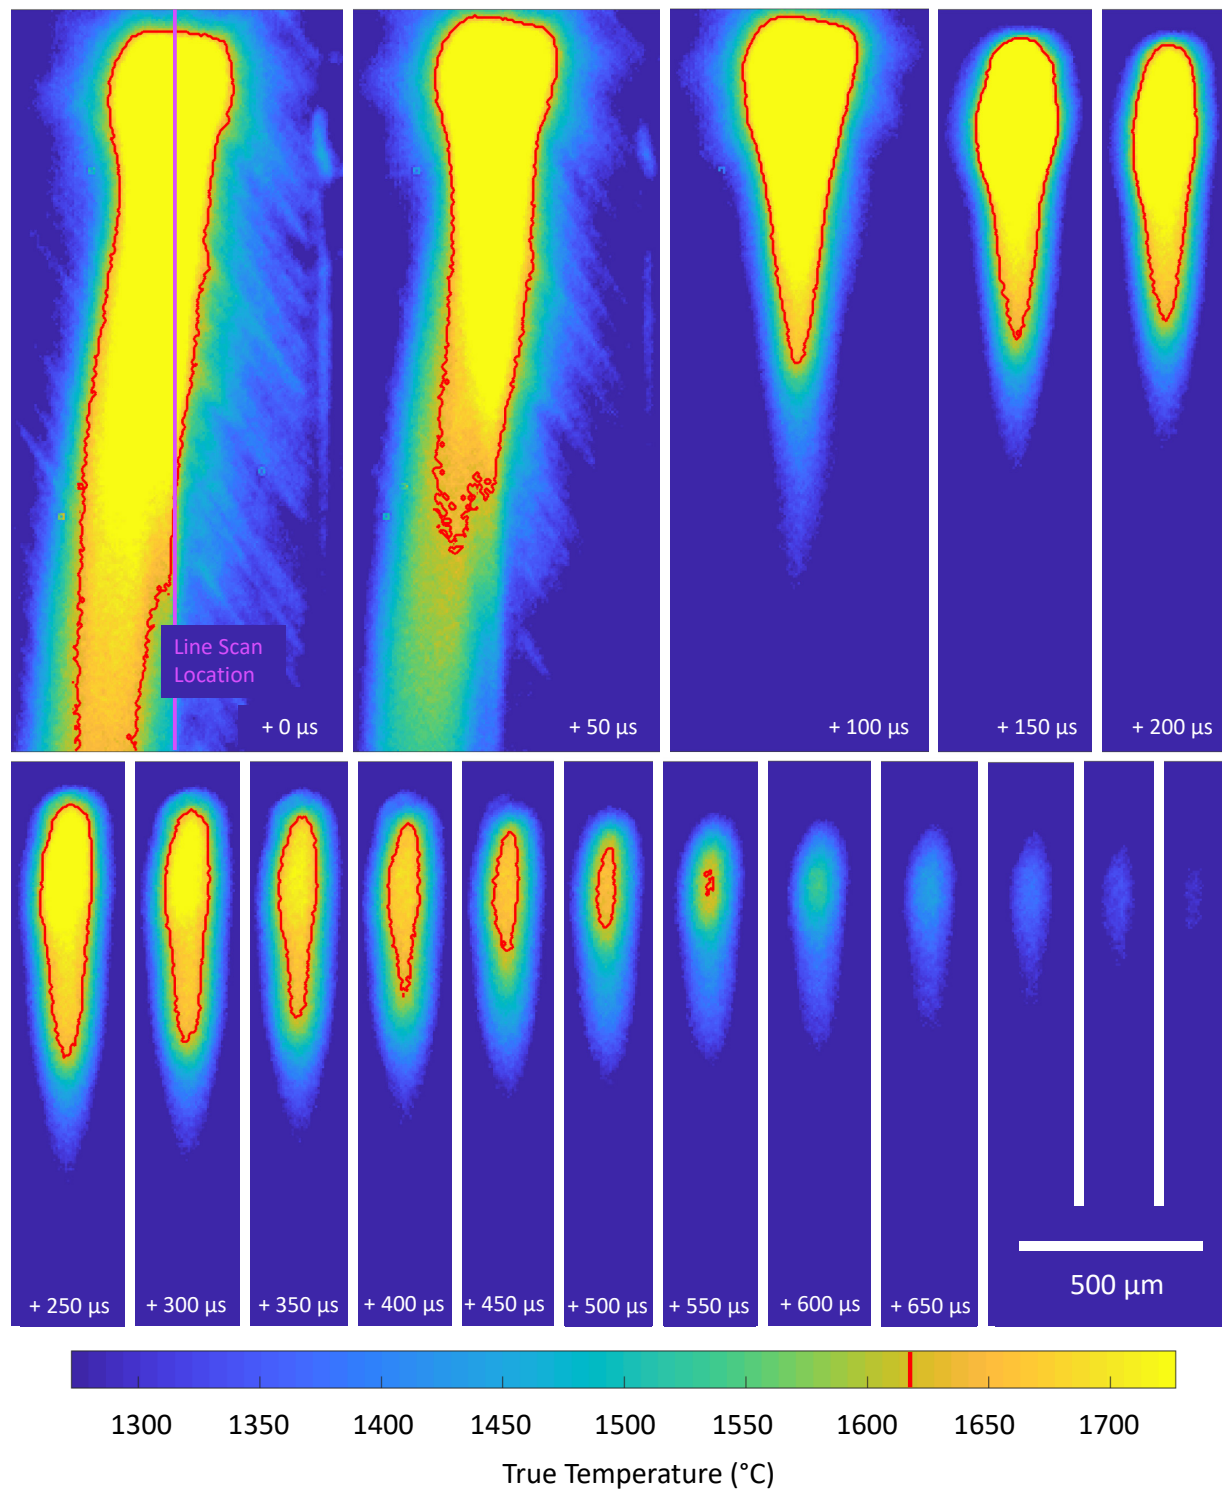 Line Scan
Location
+ 0 µs
+ 50 µs
+ 100 µs
+ 150 µs
+ 200 µs
+ 250 µs
+ 300 µs
+ 350 µs
+ 400 µs
+ 450 µs
+ 500 µs
+ 550 µs
+ 600 µs
+ 650 µs
500 µm
1300 1350 1400 1450 1500 1550 1600 1650 1700
True Temperature (°C)